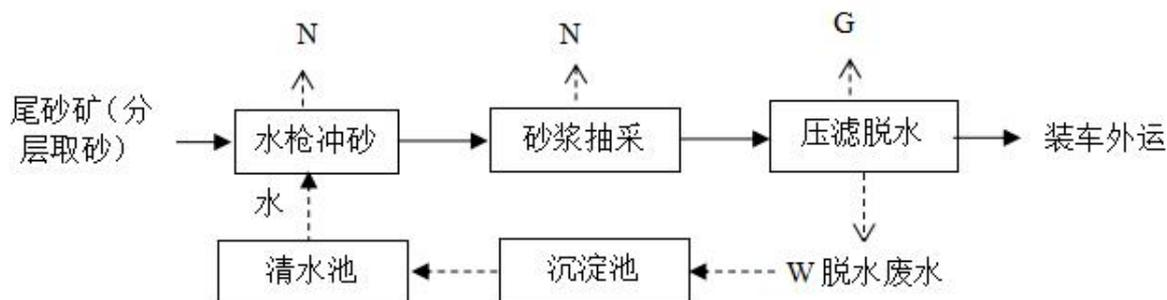 N
N
G
尾砂矿（分
层取砂）
水枪冲砂
砂浆抽采
压滤脱水
装车外运
水
清水池
沉淀池
W 脱水废水